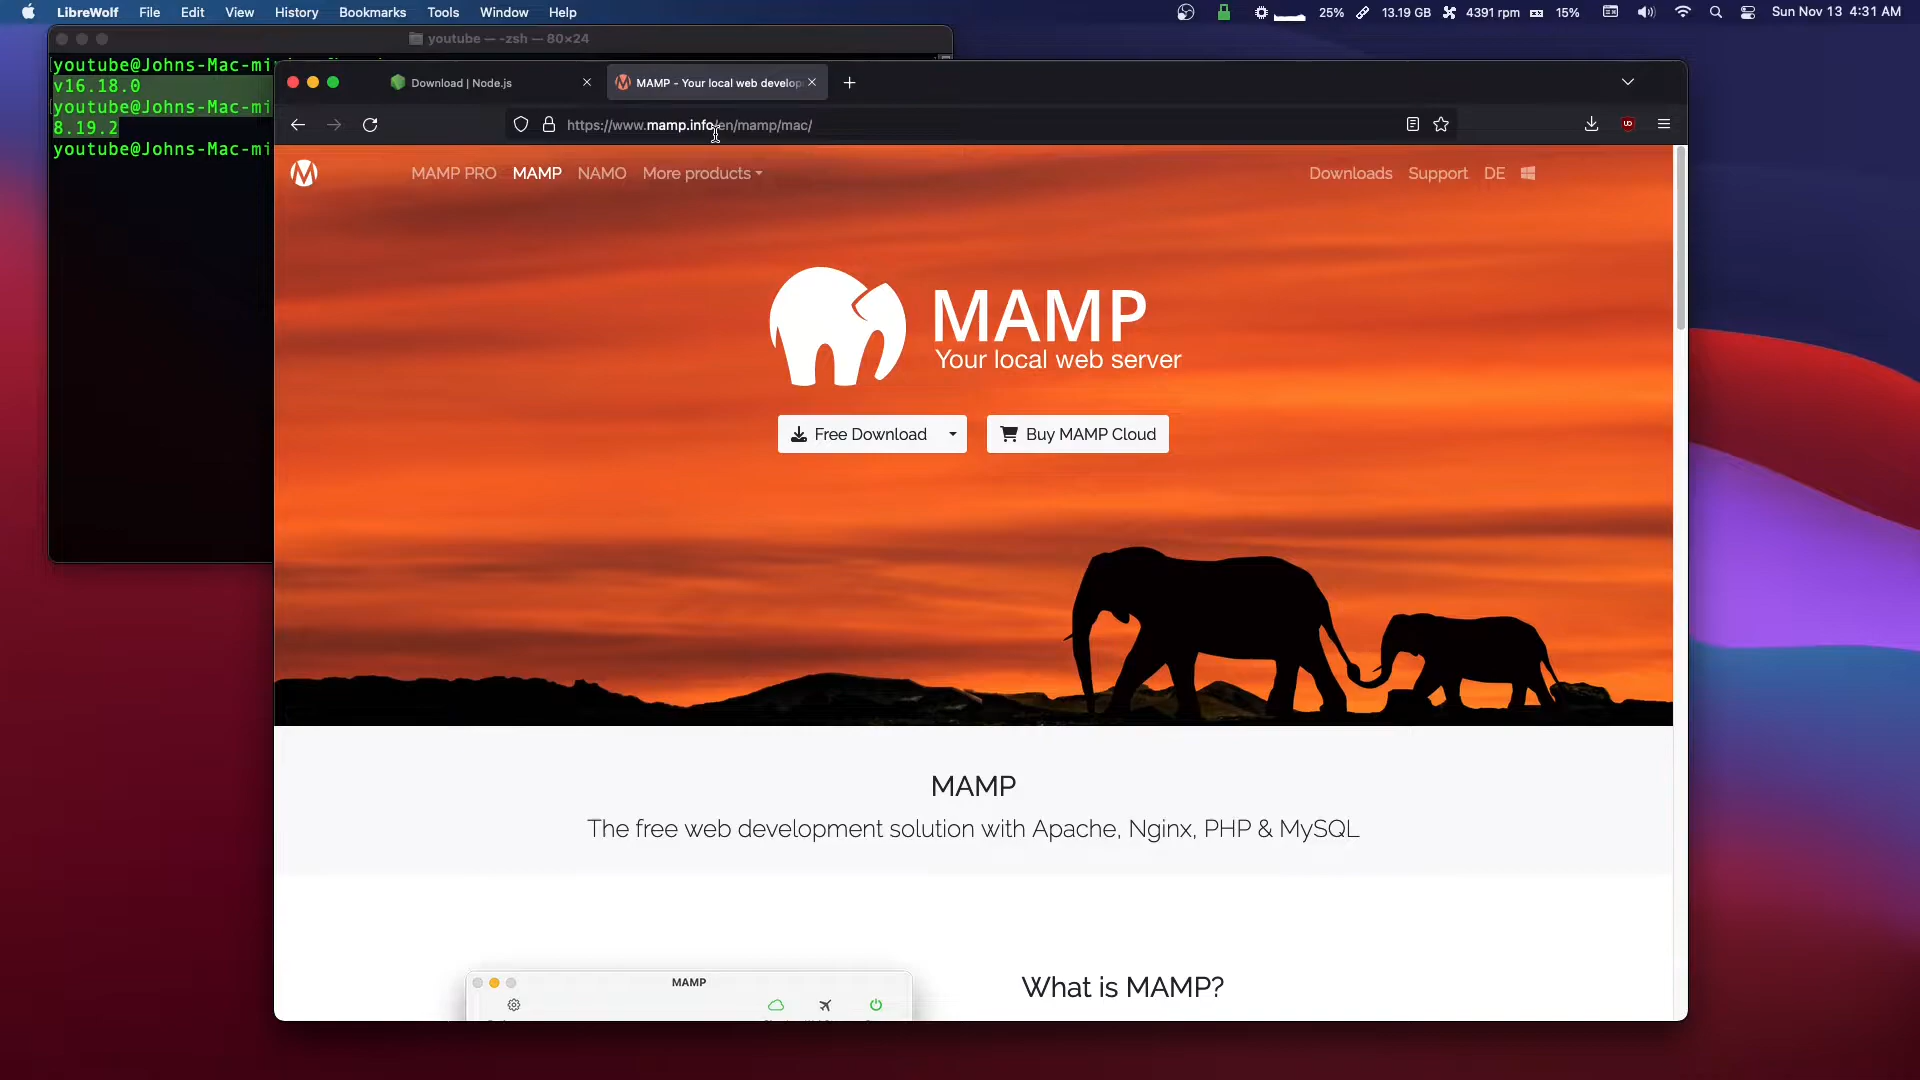 LibreWolf File Edit View History Bookmarks Tools Window Help
25% 13.19 GB 4391 rpm 15% Sun Nov 13 4:31 AM
youtube — -zsh — 80×24
youtube@Johns-Mac-mi
v16.18.0
youtube@Johns-Mac-mi
8.19.2
youtube@Johns-Mac-mi
Download | Node.js
MAMP - Your local web develop
https://www.mamp.info/en/mamp/mac/
MAMP PRO MAMP NAMO More products
Downloads Support DE
MAMP
Your local web server
Free Download
Buy MAMP Cloud
MAMP
The free web development solution with Apache, Nginx, PHP & MySQL
MAMP
What is MAMP?